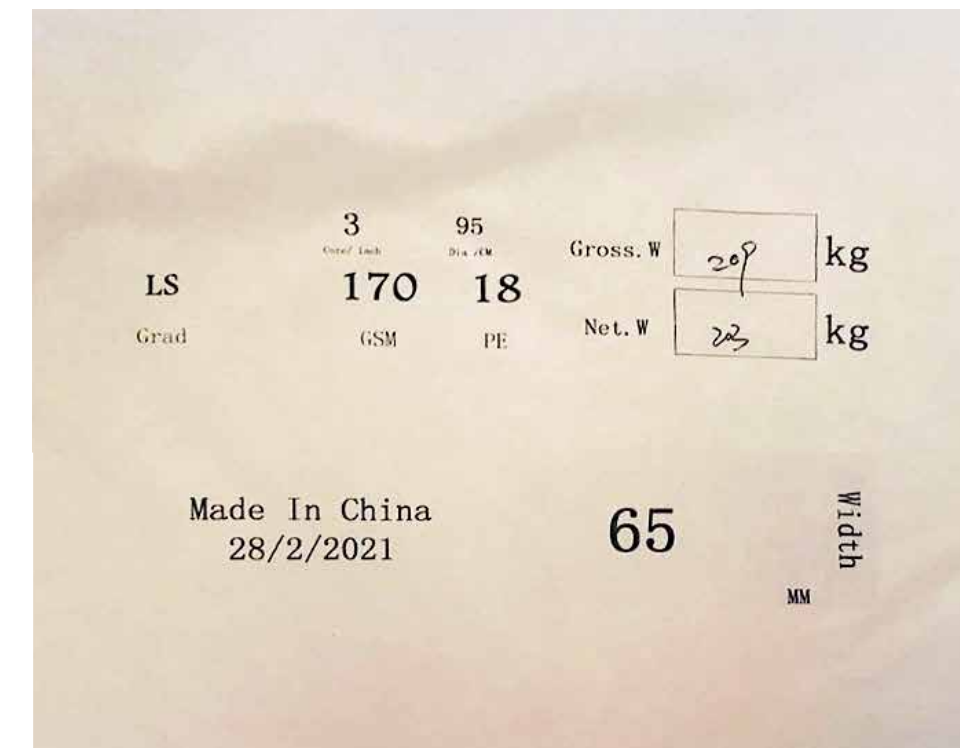 3 95
Core/ Inch Dia /CM
Gross.W 209 kg
LS 170 18
Grad GSM PE
Net.W 203 kg
Made In China
28/2/2021
65
Width
MM